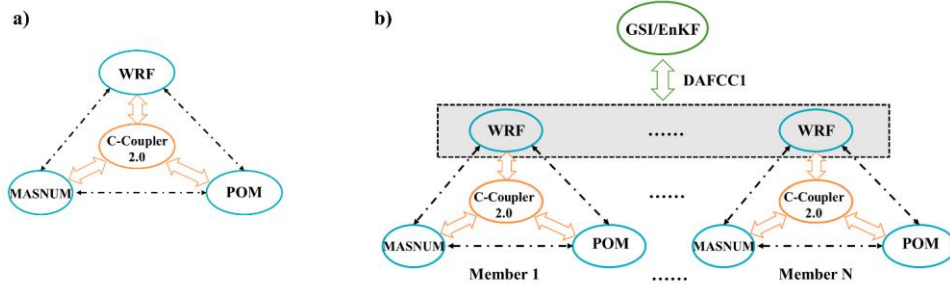 a)
WRF
C-Coupler
2.0
MASNUM
POM
b)
GSI/EnKF
DAFCC1
WRF
......
WRF
C-Coupler
2.0
......
C-Coupler
2.0
MASNUM
POM
MASNUM
POM
Member 1
......
Member N